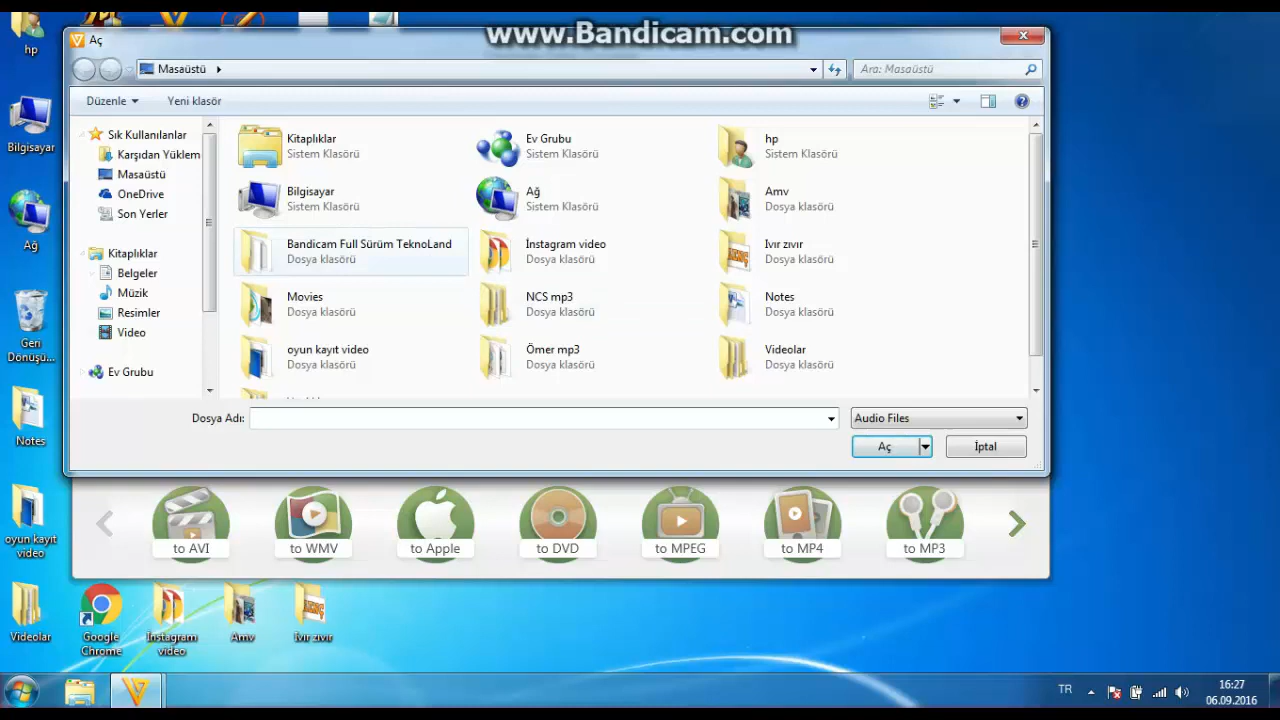 www.Bandicam.com
Aç
Masaüstü
Ara: Masaüstü
Düzenle
Yeni klasör
Sık Kullanılanlar
Karşıdan Yüklem
Masaüstü
OneDrive
Son Yerler
Kitaplıklar
Belgeler
Müzik
Resimler
Video
Ev Grubu
Kitaplıklar
Sistem Klasörü
Ev Grubu
Sistem Klasörü
hp
Sistem Klasörü
Bilgisayar
Sistem Klasörü
Ağ
Sistem Klasörü
Amv
Dosya klasörü
Bandicam Full Sürüm TeknoLand
Dosya klasörü
İnstagram video
Dosya klasörü
Ivır zıvır
Dosya klasörü
Movies
Dosya klasörü
NCS mp3
Dosya klasörü
Notes
Dosya klasörü
oyun kayıt video
Dosya klasörü
Ömer mp3
Dosya klasörü
Videolar
Dosya klasörü
Dosya Adı:
Audio Files
Aç
İptal
to AVI
to WMV
to Apple
to DVD
to MPEG
to MP4
to MP3
hp
Bilgisayar
Ağ
Geri
Dönüşü...
Notes
oyun kayıt
video
Videolar
Google
Chrome
İnstagram
video
Amv
Ivır zıvır
TR
16:27
06.09.2016